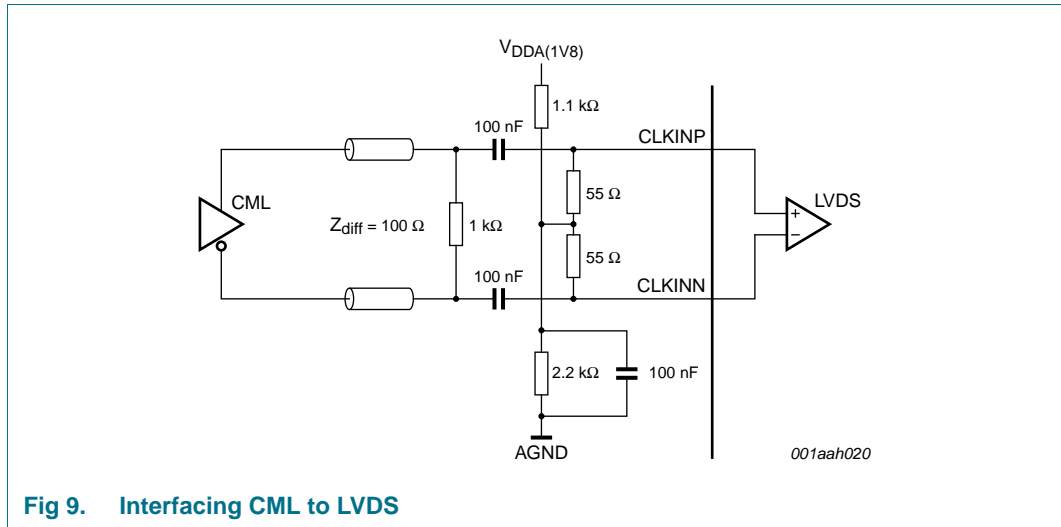 VDDA(1V8)
1.1 kΩ
100 nF
CLKINP
CML
Zdiff = 100 Ω
1 kΩ
55 Ω
LVDS
+
−
55 Ω
100 nF
CLKINN
2.2 kΩ
100 nF
AGND
001aah020
Fig 9. Interfacing CML to LVDS